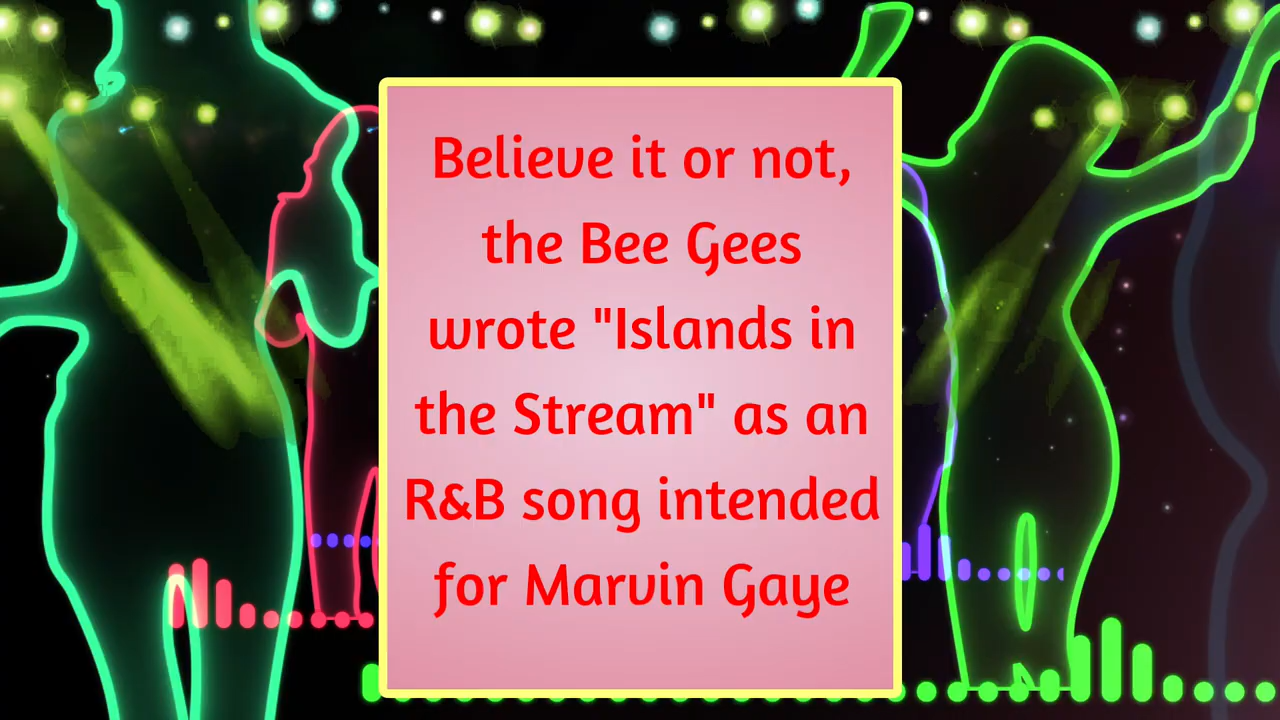 Believe it or not,
the Bee Gees
wrote "Islands in
the Stream" as an
R&B song intended
for Marvin Gaye